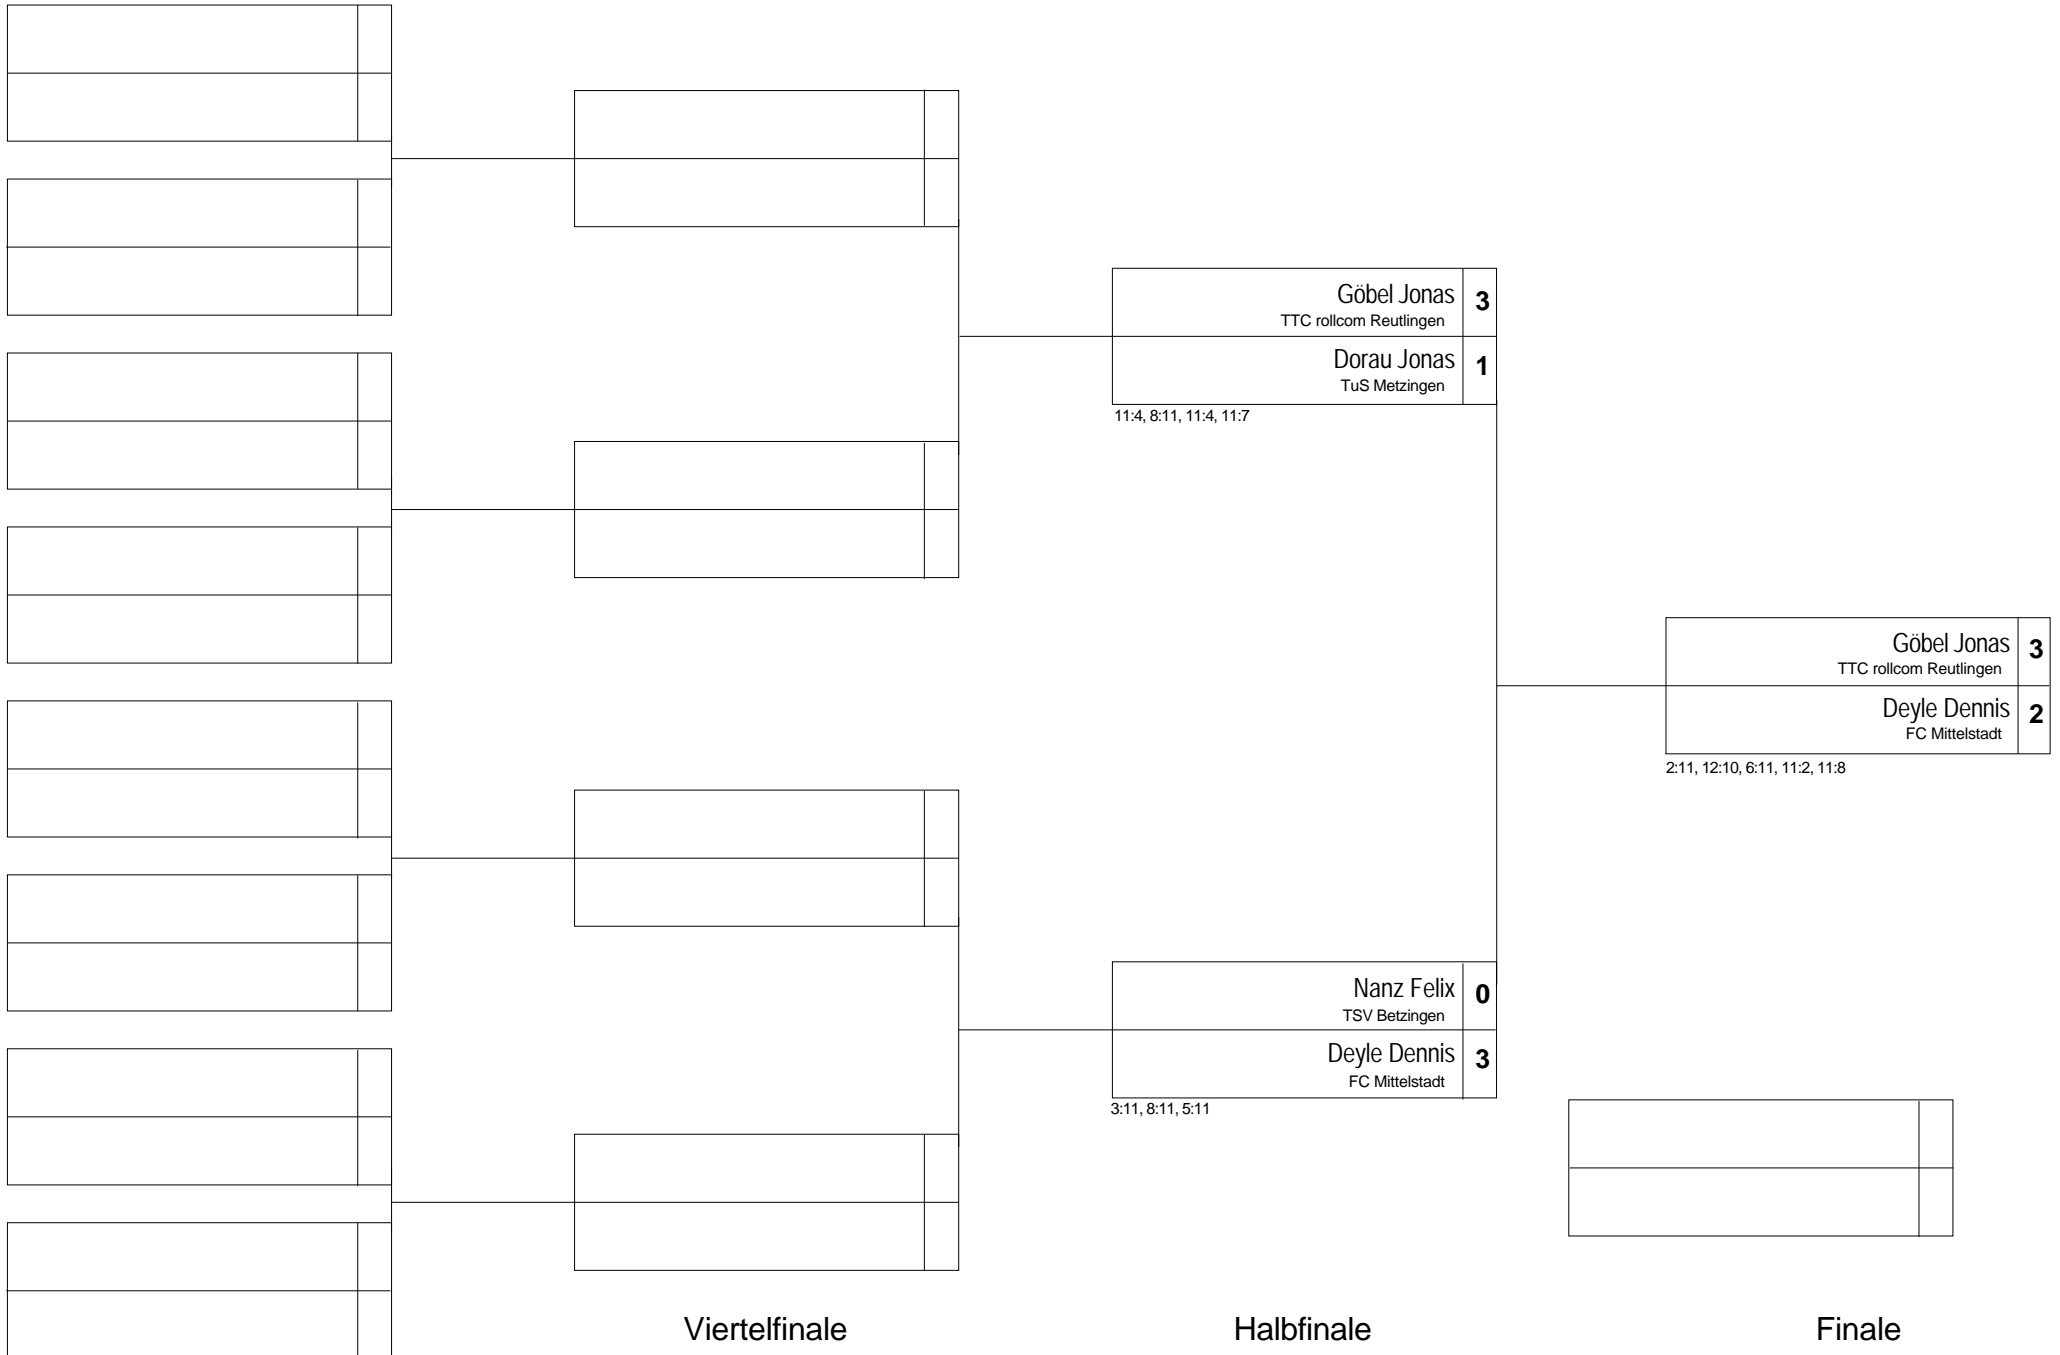 Göbel Jonas 3
TTC rollcom Reutlingen
Dorau Jonas 1
TuS Metzingen
11:4, 8:11, 11:4, 11:7
Göbel Jonas 3
TTC rollcom Reutlingen
Deyle Dennis 2
FC Mittelstadt
2:11, 12:10, 6:11, 11:2, 11:8
Nanz Felix 0
TSV Betzingen
Deyle Dennis 3
FC Mittelstadt
3:11, 8:11, 5:11
Viertelfinale Halbfinale Finale